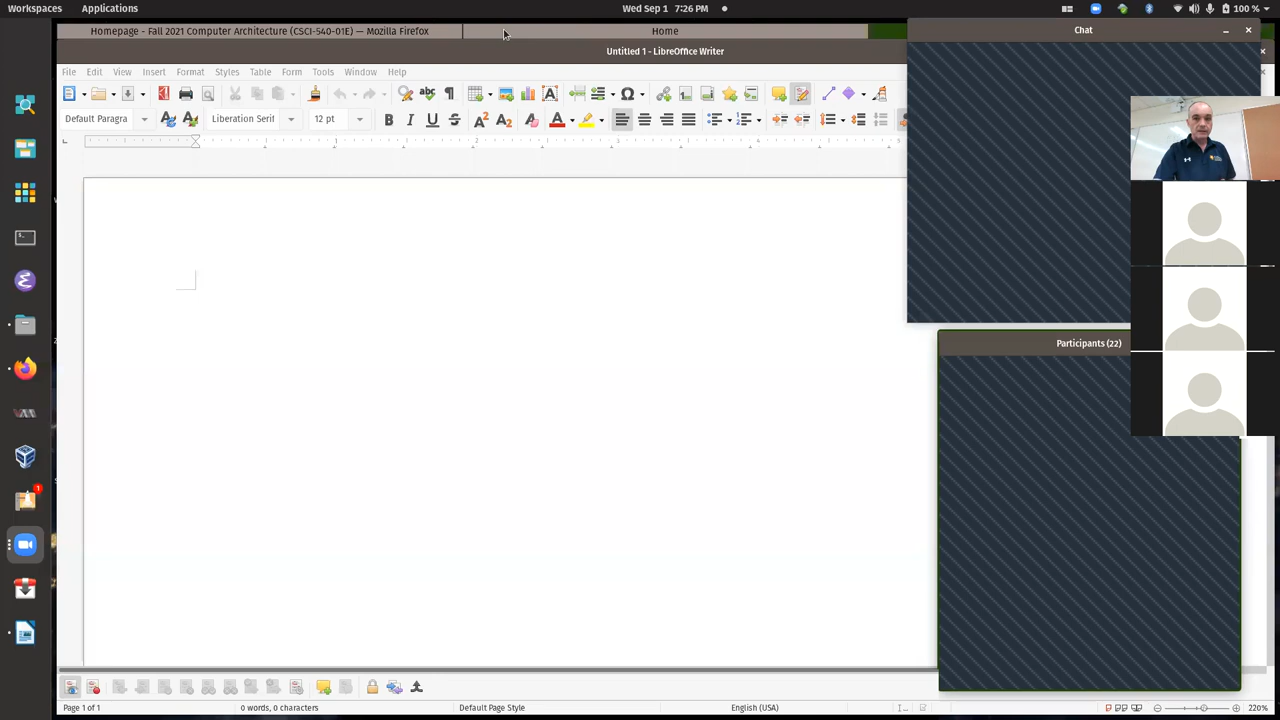 Workspaces Applications Wed Sep 1 7:26 PM 100 %
Homepage - Fall 2021 Computer Architecture (CSCI-540-01E) — Mozilla Firefox Home
Chat
Untitled 1 - LibreOffice Writer
File Edit View Insert Format Styles Table Form Tools Window Help
Default Paragra Liberation Serif 12 pt
Participants (22)
Page 1 of 1 0 words, 0 characters Default Page Style English (USA) 220%